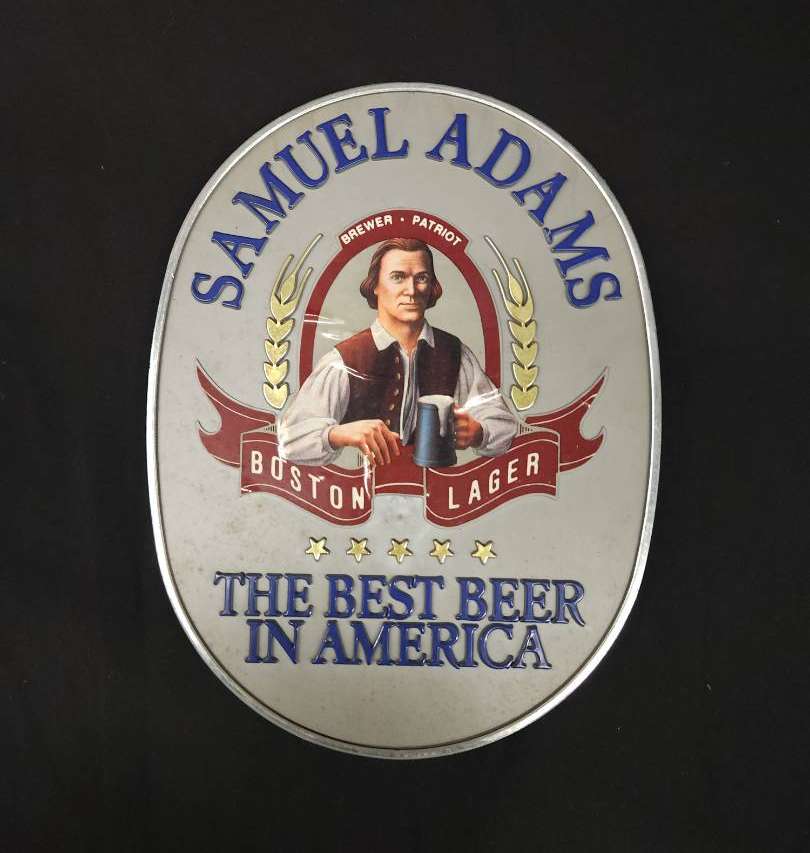 SAMUEL ADAMS
BREWER · PATRIOT
BOSTON LAGER
THE BEST BEER
IN AMERICA